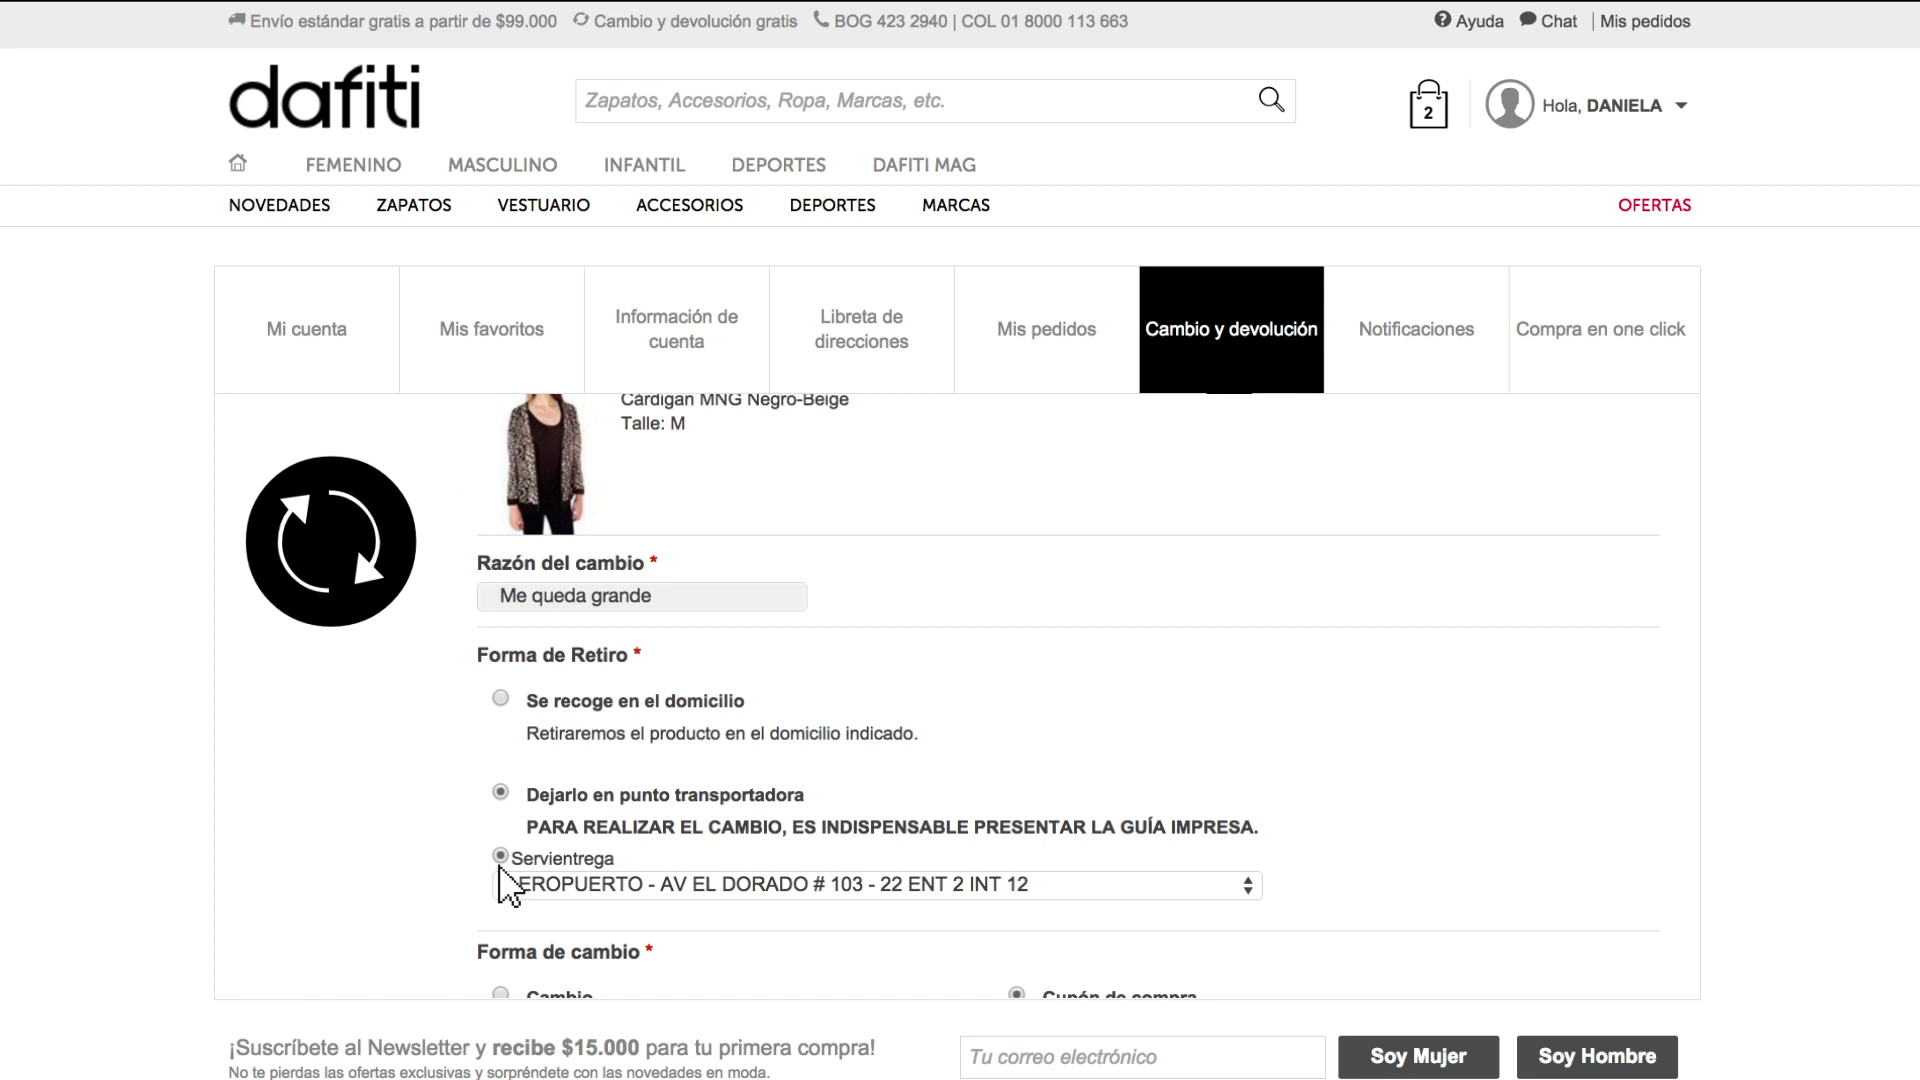 Envío estándar gratis a partir de $99.000 Cambio y devolución gratis BOG 423 2940 | COL 01 8000 113 663 Ayuda Chat | Mis pedidos
dafiti
Zapatos, Accesorios, Ropa, Marcas, etc.
2
Hola, DANIELA
FEMENINO MASCULINO INFANTIL DEPORTES DAFITI MAG
NOVEDADES ZAPATOS VESTUARIO ACCESORIOS DEPORTES MARCAS OFERTAS
Mi cuenta
Mis favoritos
Información de
cuenta
Libreta de
direcciones
Mis pedidos
Cambio y devolución
Notificaciones
Compra en one click
Cárdigan MNG Negro-Beige
Talle: M
Razón del cambio *
Me queda grande
Forma de Retiro *
Se recoge en el domicilio
Retiraremos el producto en el domicilio indicado.
Dejarlo en punto transportadora
PARA REALIZAR EL CAMBIO, ES INDISPENSABLE PRESENTAR LA GUÍA IMPRESA.
Servientrega
EROPUERTO - AV EL DORADO # 103 - 22 ENT 2 INT 12
Forma de cambio *
Cambio Cupón de compra
¡Suscríbete al Newsletter y recibe $15.000 para tu primera compra!
No te pierdas las ofertas exclusivas y sorpréndete con las novedades en moda.
Tu correo electrónico
Soy Mujer
Soy Hombre